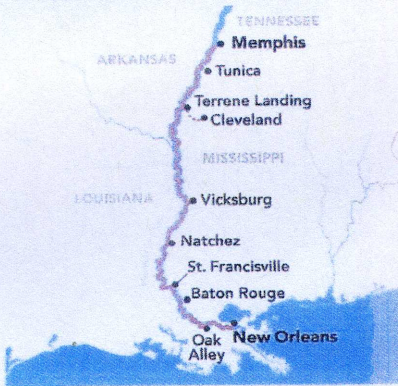 TENNESSEE
Memphis
ARKANSAS
Tunica
Terrene Landing
Cleveland
MISSISSIPPI
LOUISIANA
Vicksburg
Natchez
St. Francisville
Baton Rouge
New Orleans
Oak
Alley